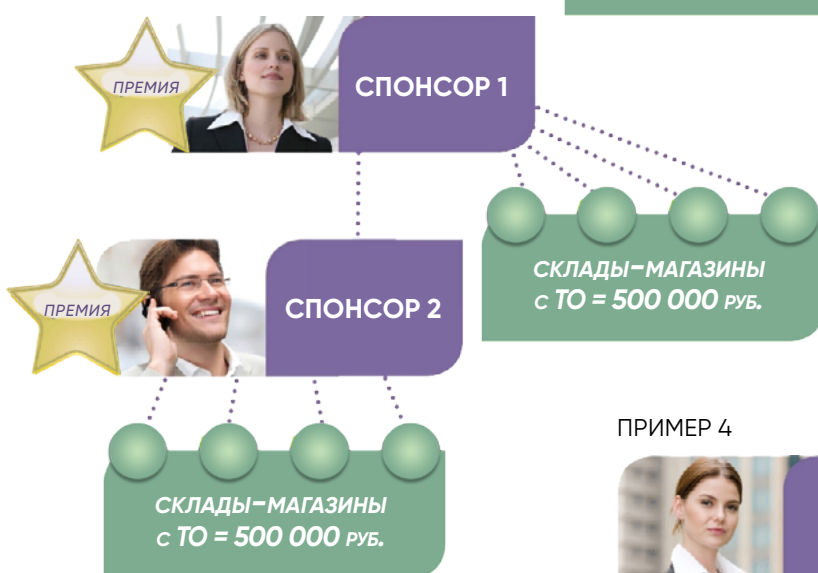 ПРЕМИЯ
СПОНСОР 1
СКЛАДЫ-МАГАЗИНЫ
С ТО = 500 000 РУБ.
ПРЕМИЯ
СПОНСОР 2
СКЛАДЫ-МАГАЗИНЫ
С ТО = 500 000 РУБ.
ПРИМЕР 4